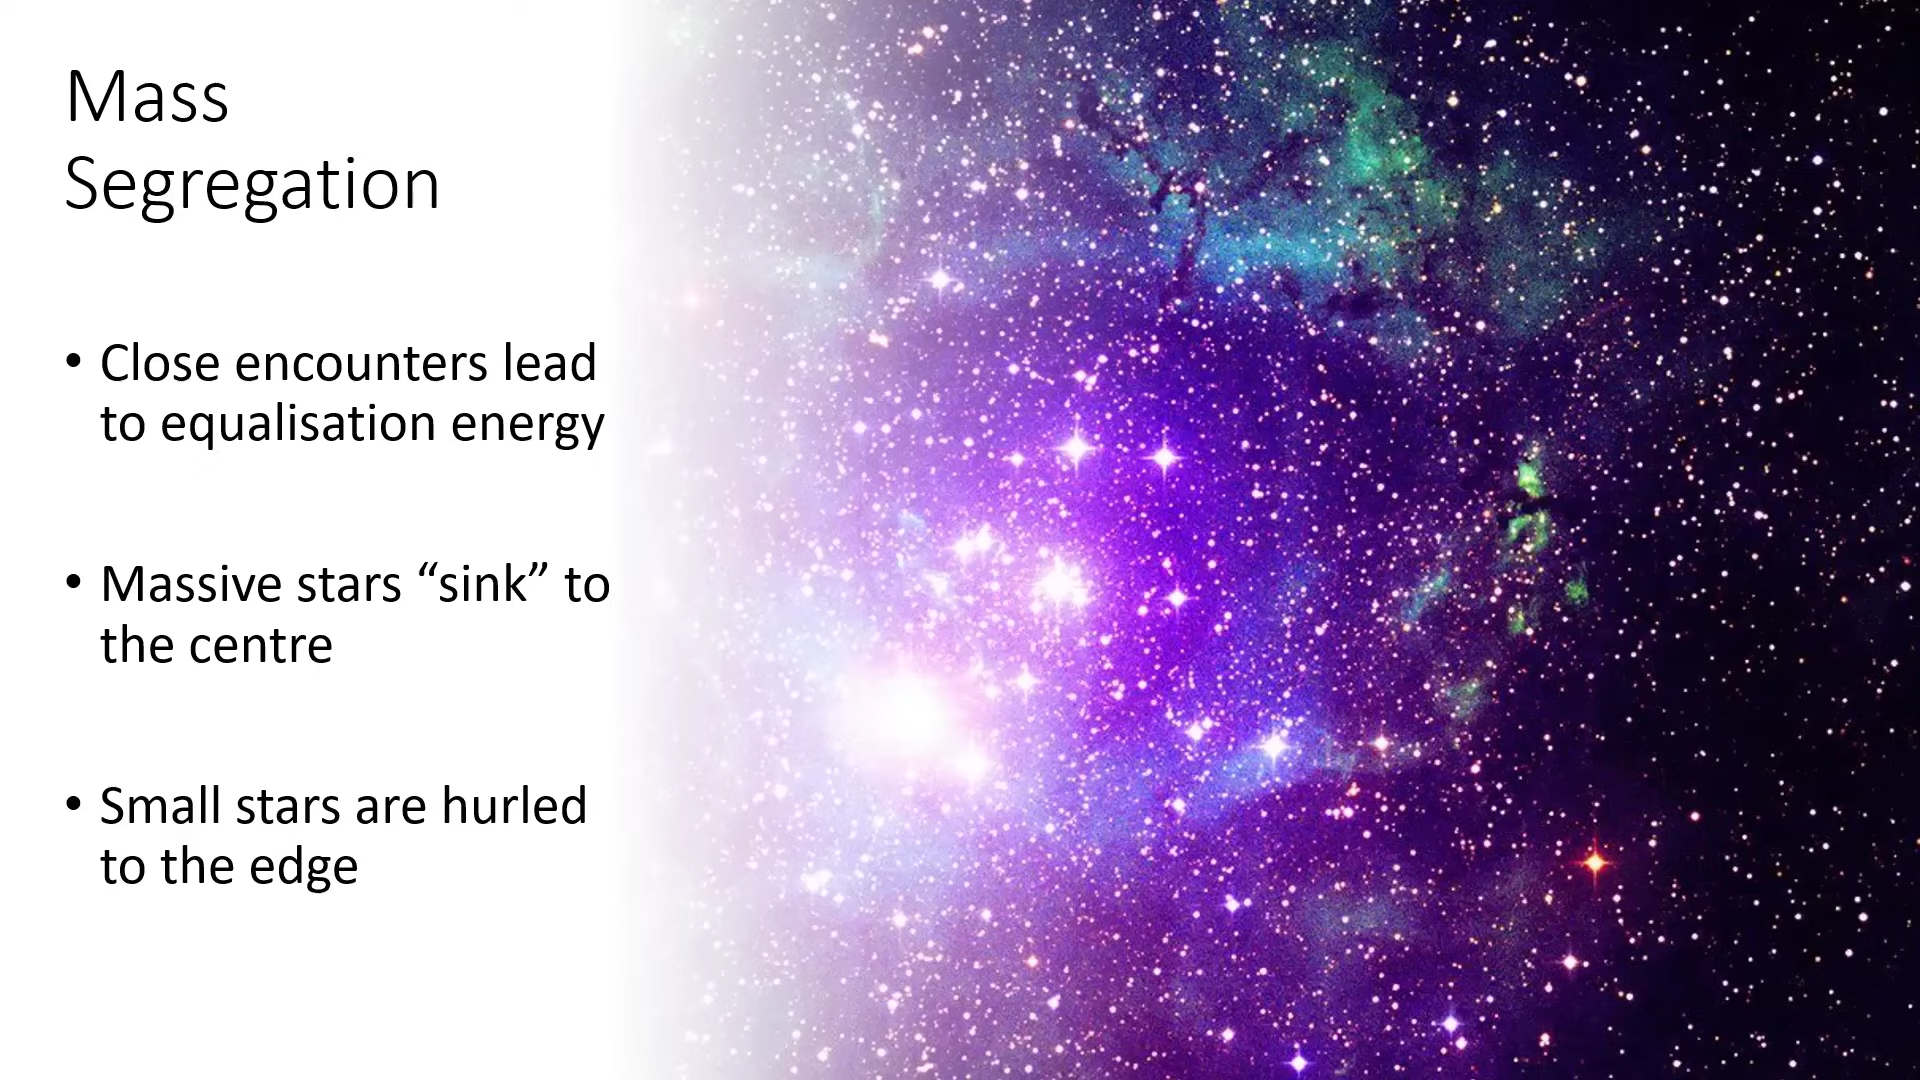 Mass
Segregation
• Close encounters lead
to equalisation energy
• Massive stars “sink” to
the centre
• Small stars are hurled
to the edge